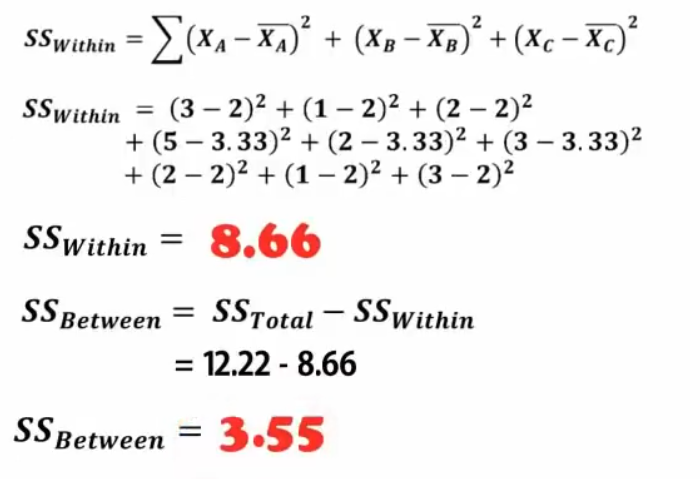 SS_Within = ∑(X_A − X̅_A)² + (X_B − X̅_B)² + (X_C − X̅_C)²
SS_Within = (3 − 2)² + (1 − 2)² + (2 − 2)²
+ (5 − 3.33)² + (2 − 3.33)² + (3 − 3.33)²
+ (2 − 2)² + (1 − 2)² + (3 − 2)²
SS_Within = 8.66
SS_Between = SS_Total − SS_Within
= 12.22 - 8.66
SS_Between = 3.55